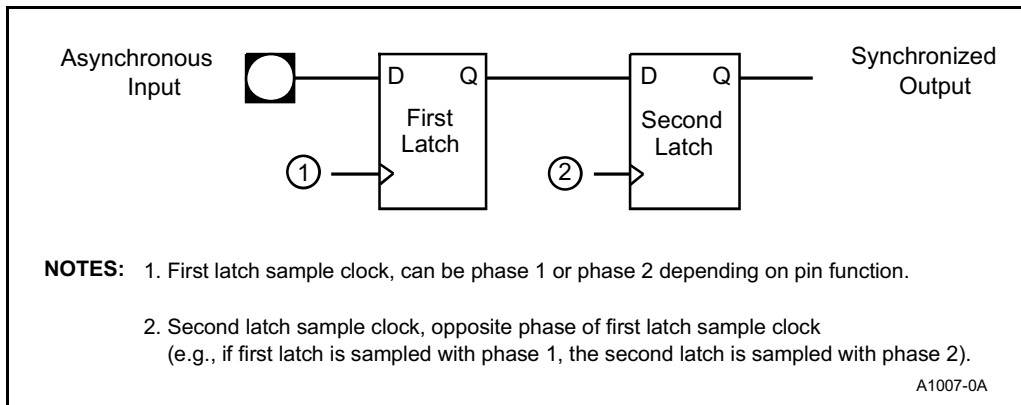 Asynchronous
Input
D Q
First
Latch
1
D Q
Second
Latch
2
Synchronized
Output
NOTES: 1. First latch sample clock, can be phase 1 or phase 2 depending on pin function.
2. Second latch sample clock, opposite phase of first latch sample clock
(e.g., if first latch is sampled with phase 1, the second latch is sampled with phase 2).
A1007-0A